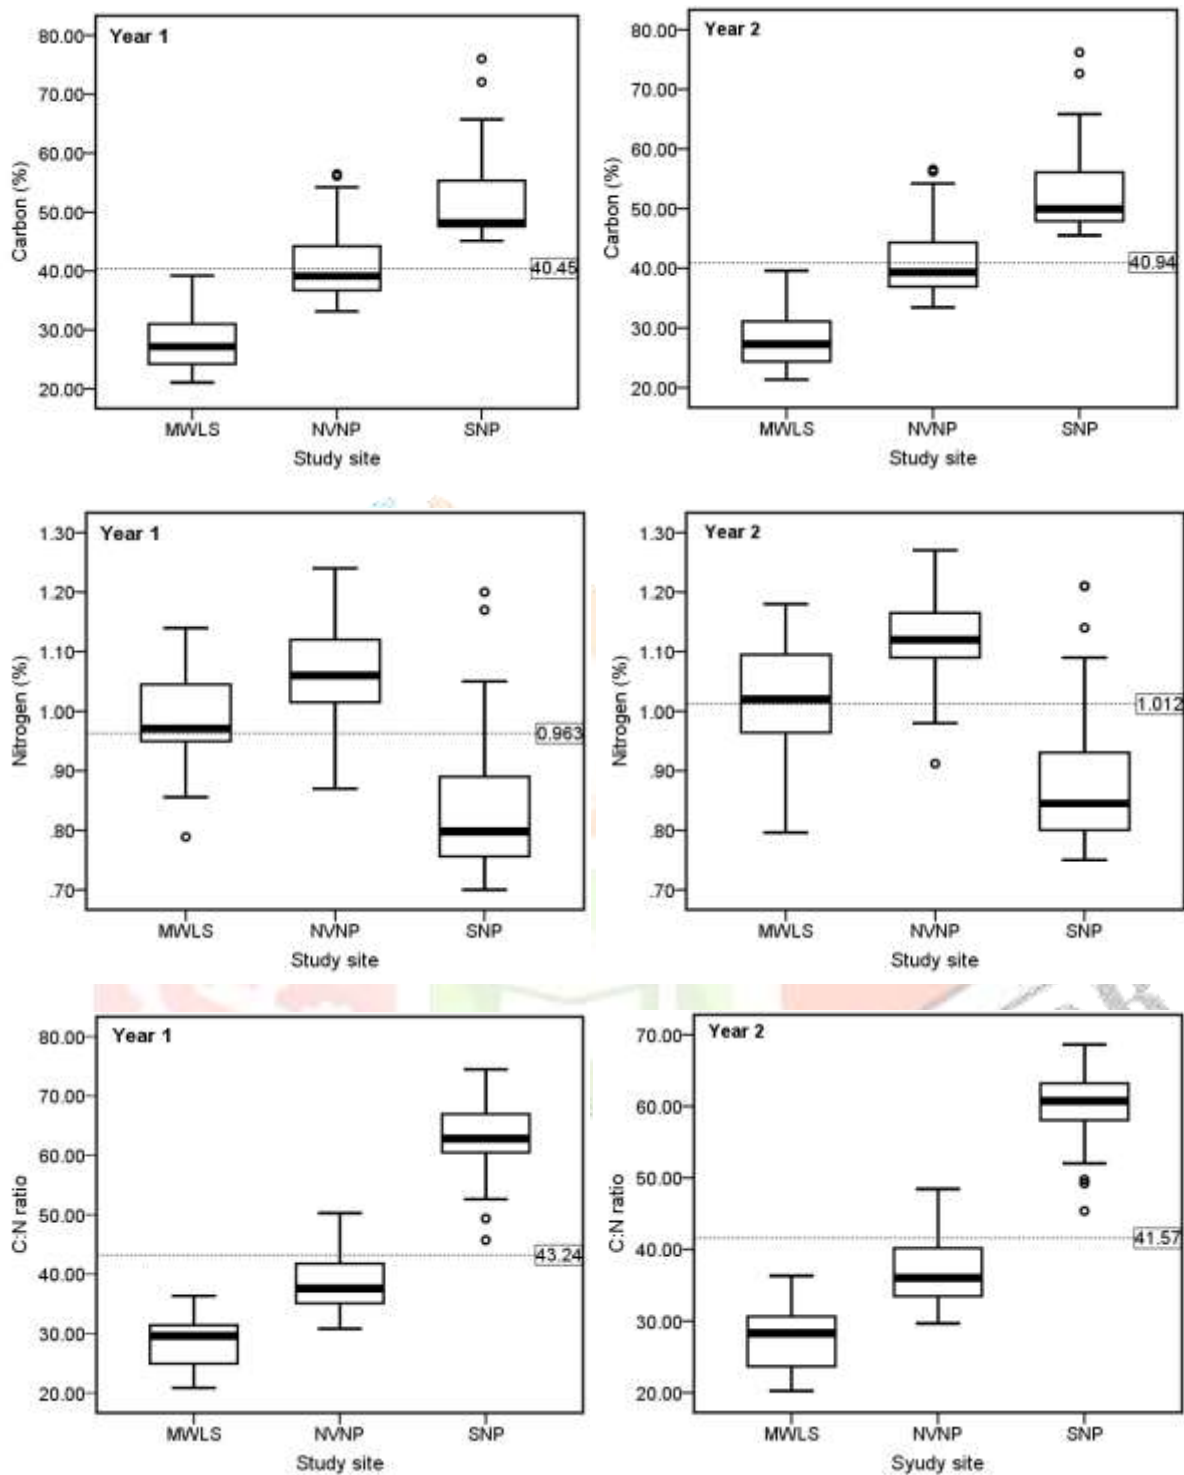 Year 1
80.00
70.00
60.00
50.00
40.00
30.00
20.00
Carbon (%)
40.45
MWLS NVNP SNP
Study site
Year 2
80.00
70.00
60.00
50.00
40.00
30.00
20.00
Carbon (%)
40.94
MWLS NVNP SNP
Study site
Year 1
1.30
1.20
1.10
1.00
.90
.80
.70
Nitrogen (%)
0.963
MWLS NVNP SNP
Study site
Year 2
1.30
1.20
1.10
1.00
.90
.80
.70
Nitrogen (%)
1.012
MWLS NVNP SNP
Study site
Year 1
80.00
70.00
60.00
50.00
40.00
30.00
20.00
C:N ratio
43.24
MWLS NVNP SNP
Study site
Year 2
70.00
60.00
50.00
40.00
30.00
20.00
C:N ratio
41.57
MWLS NVNP SNP
Syudy site